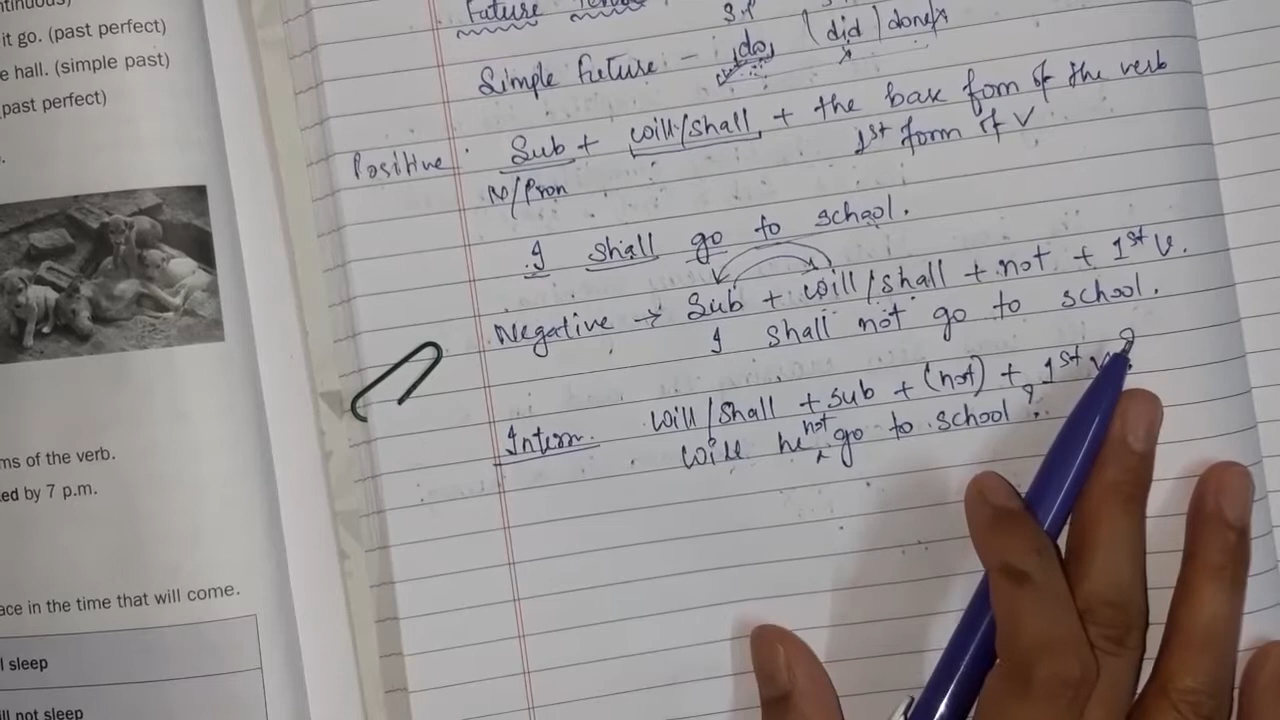 it go. (past perfect)
e hall. (simple past)
past perfect)
ms of the verb.
ed by 7 p.m.
ace in the time that will come.
l sleep
ll not sleep
Future
Simple Future - do, (did) done
Positive: Sub + will/shall + the base form of the verb
N/Pron 1st form of V
I shall go to school.
Negative → Sub + will/shall + not + 1st V.
I shall not go to school.
Interr. will/shall + sub + (not) + 1st V ?
will he not go to school ?